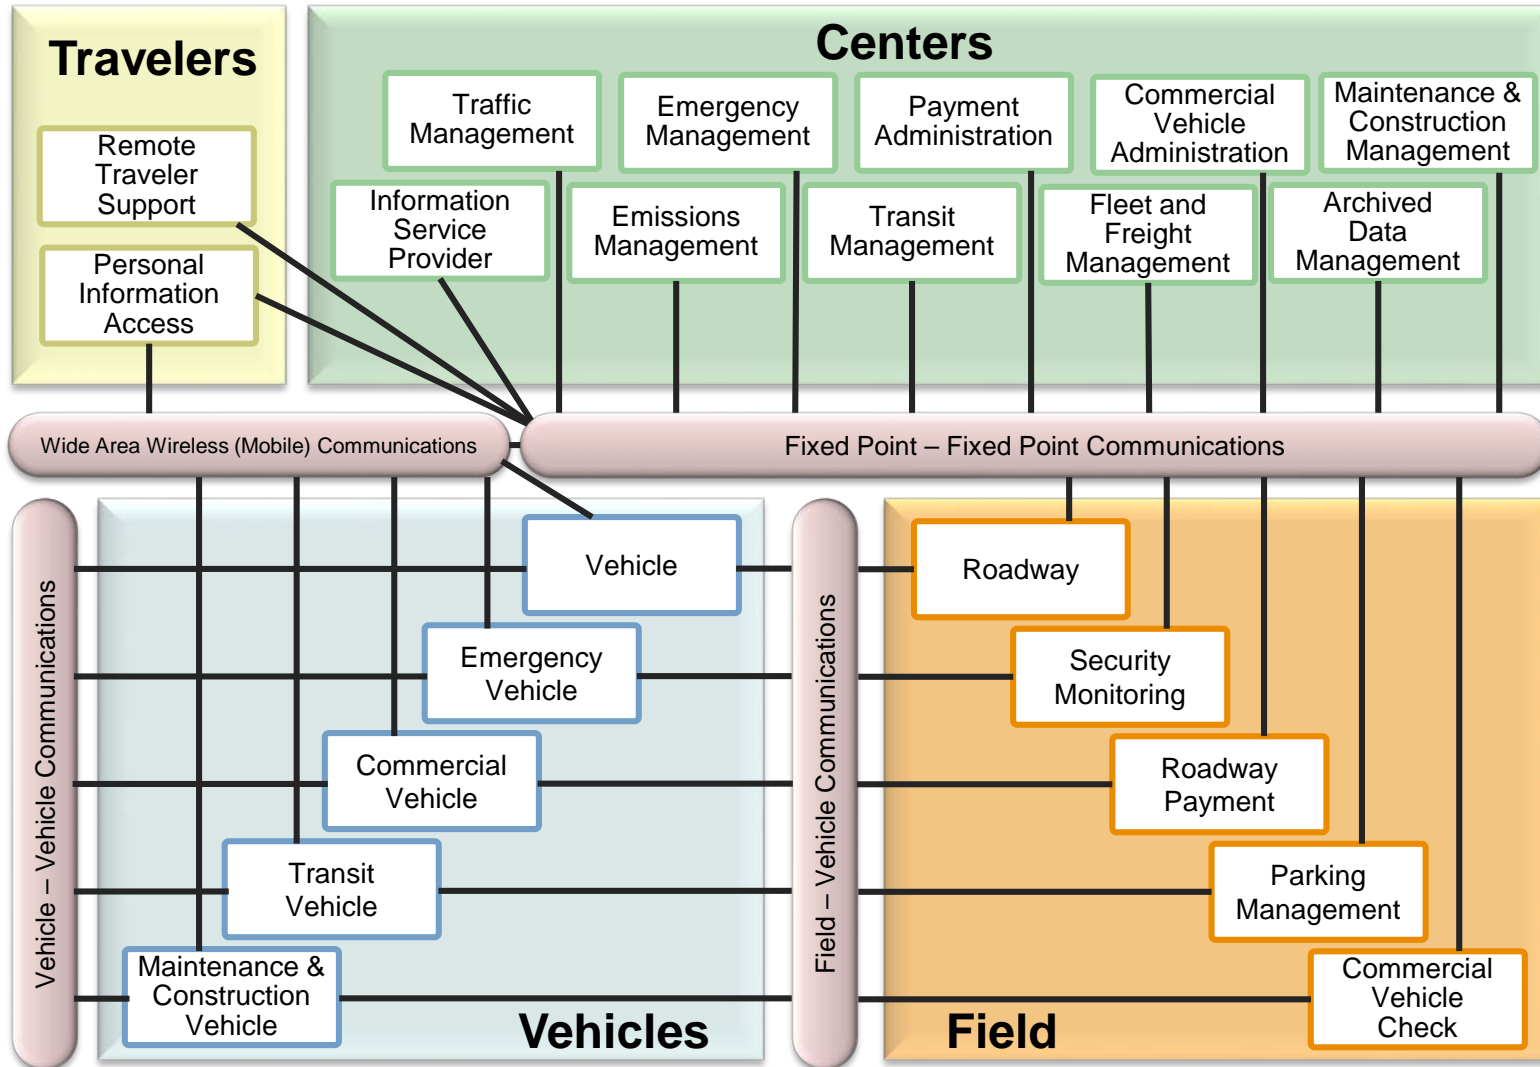 Travelers
Remote
Traveler
Support
Personal
Information
Access
Centers
Traffic
Management
Emergency
Management
Payment
Administration
Commercial
Vehicle
Administration
Maintenance &
Construction
Management
Information
Service
Provider
Emissions
Management
Transit
Management
Fleet and
Freight
Management
Archived
Data
Management
Wide Area Wireless (Mobile) Communications
Fixed Point – Fixed Point Communications
Vehicle – Vehicle Communications
Vehicle
Emergency
Vehicle
Commercial
Vehicle
Transit
Vehicle
Maintenance &
Construction
Vehicle
Vehicles
Field – Vehicle Communications
Roadway
Security
Monitoring
Roadway
Payment
Parking
Management
Commercial
Vehicle
Check
Field